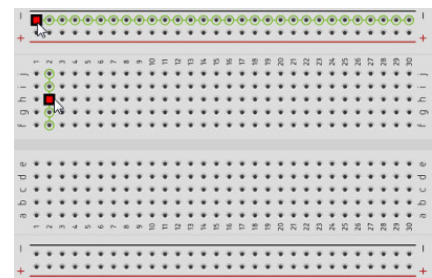 − −
+ +
1 2 3 4 5 6 7 8 9 10 11 12 13 14 15 16 17 18 19 20 21 22 23 24 25 26 27 28 29 30
j j
i i
h h
g g
f f
e e
d d
c c
b b
a a
1 2 3 4 5 6 7 8 9 10 11 12 13 14 15 16 17 18 19 20 21 22 23 24 25 26 27 28 29 30
− −
+ +